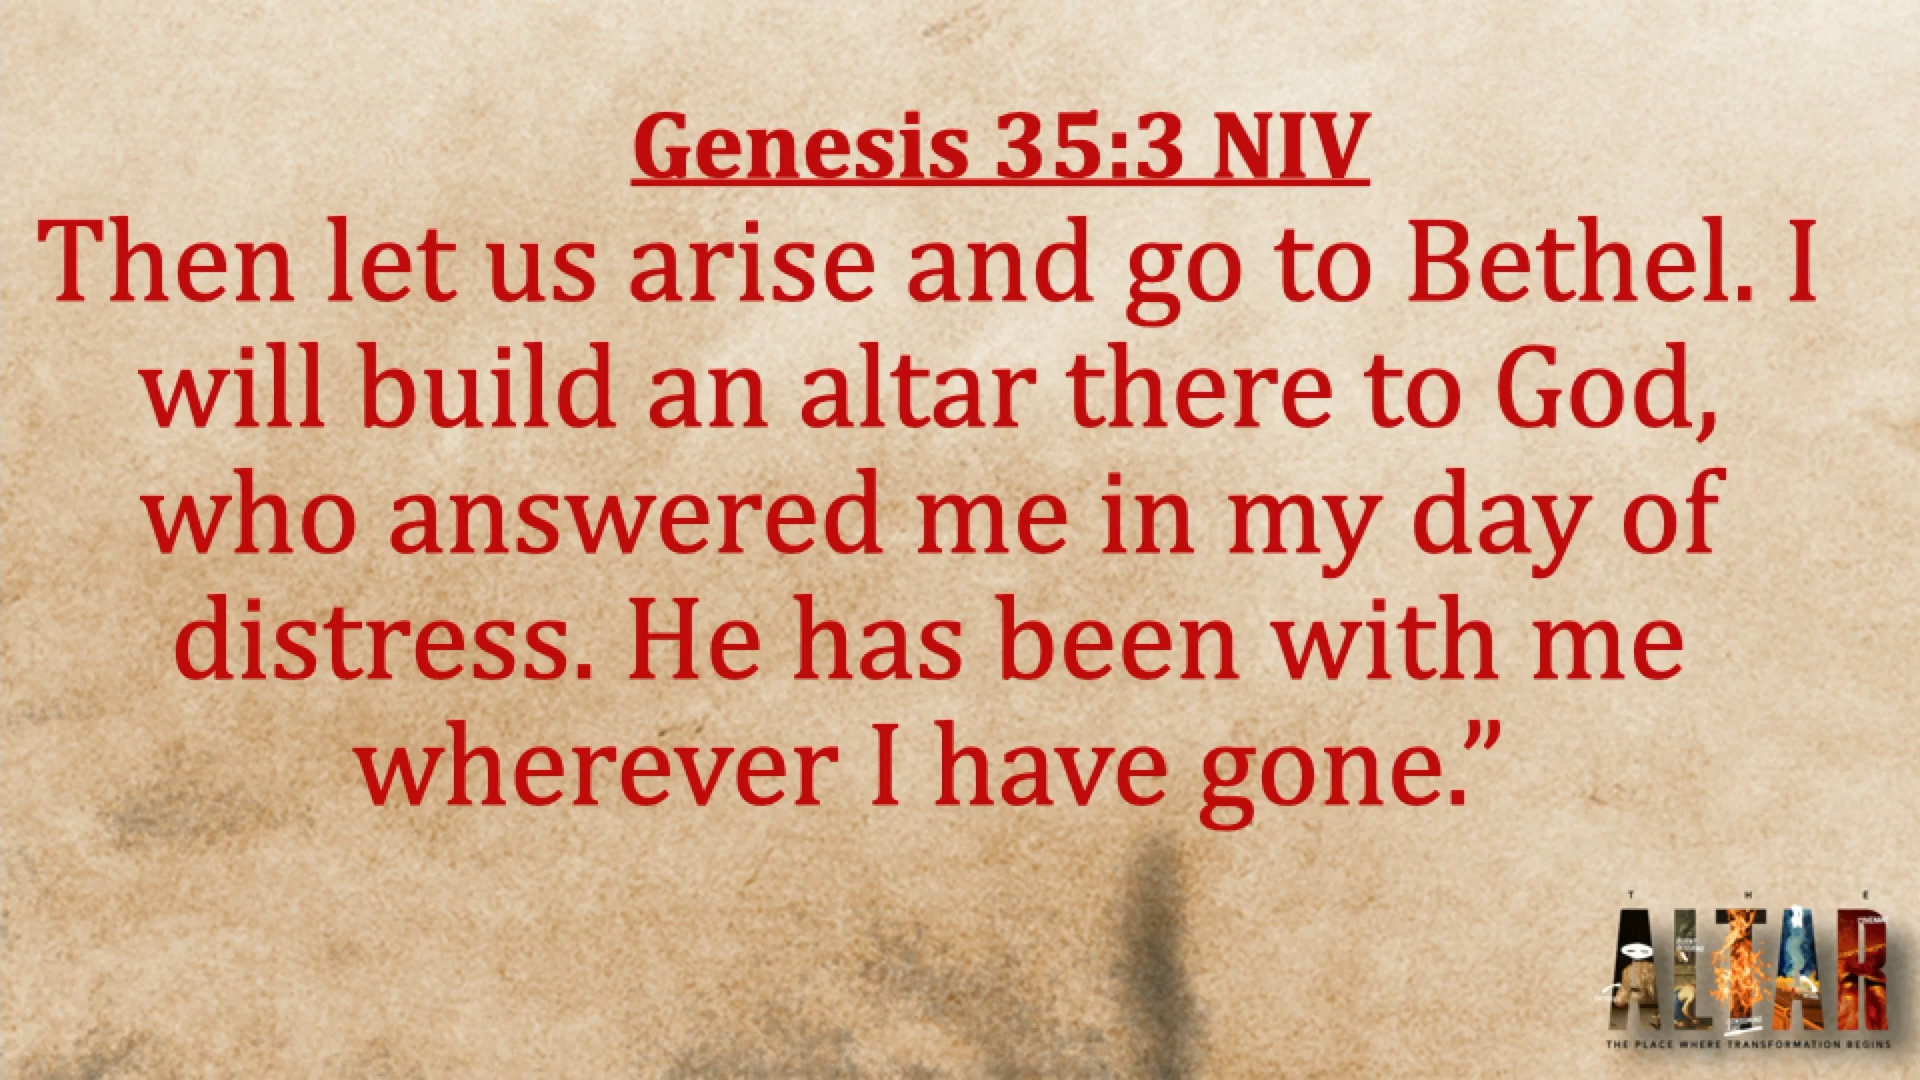 Genesis 35:3 NIV
Then let us arise and go to Bethel. I
will build an altar there to God,
who answered me in my day of
distress. He has been with me
wherever I have gone.”
THE
ALTAR
THE PLACE WHERE TRANSFORMATION BEGINS